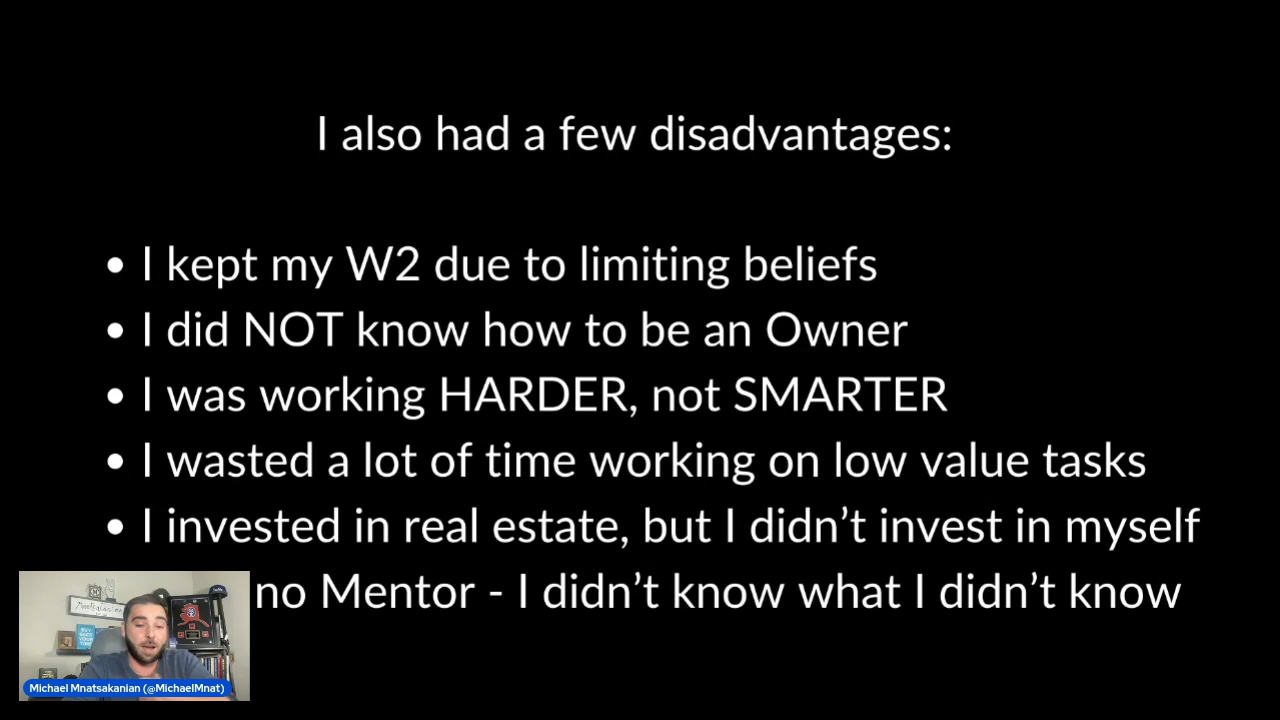 I also had a few disadvantages:
• I kept my W2 due to limiting beliefs
• I did NOT know how to be an Owner
• I was working HARDER, not SMARTER
• I wasted a lot of time working on low value tasks
• I invested in real estate, but I didn’t invest in myself
no Mentor - I didn’t know what I didn’t know
Michael Mnatsakanian (@MichaelMnat)